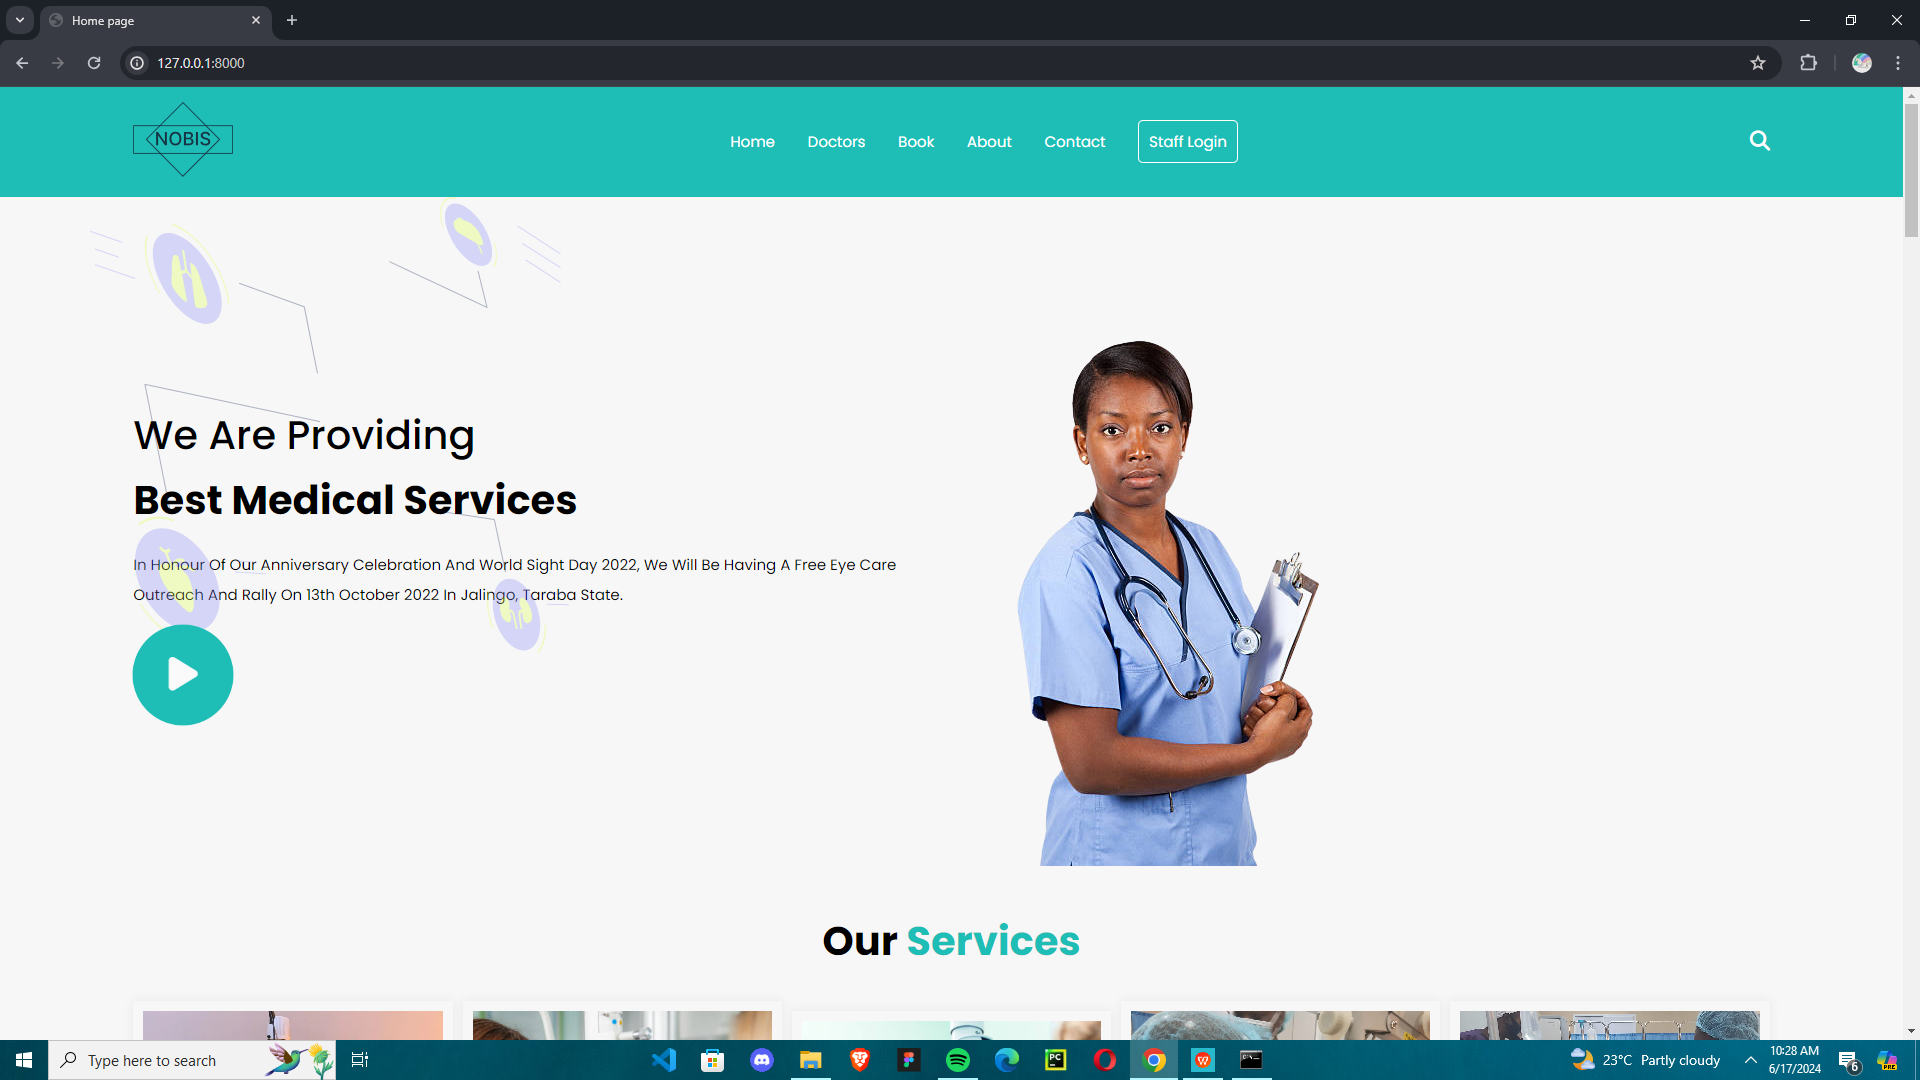 Home page
127.0.0.1:8000
NOBIS
Home
Doctors
Book
About
Contact
Staff Login
We Are Providing
Best Medical Services
In Honour Of Our Anniversary Celebration And World Sight Day 2022, We Will Be Having A Free Eye Care
Outreach And Rally On 13th October 2022 In Jalingo, Taraba State.
Our Services
Type here to search
PC
W
PRE
23°C Partly cloudy
10:28 AM
6/17/2024
6